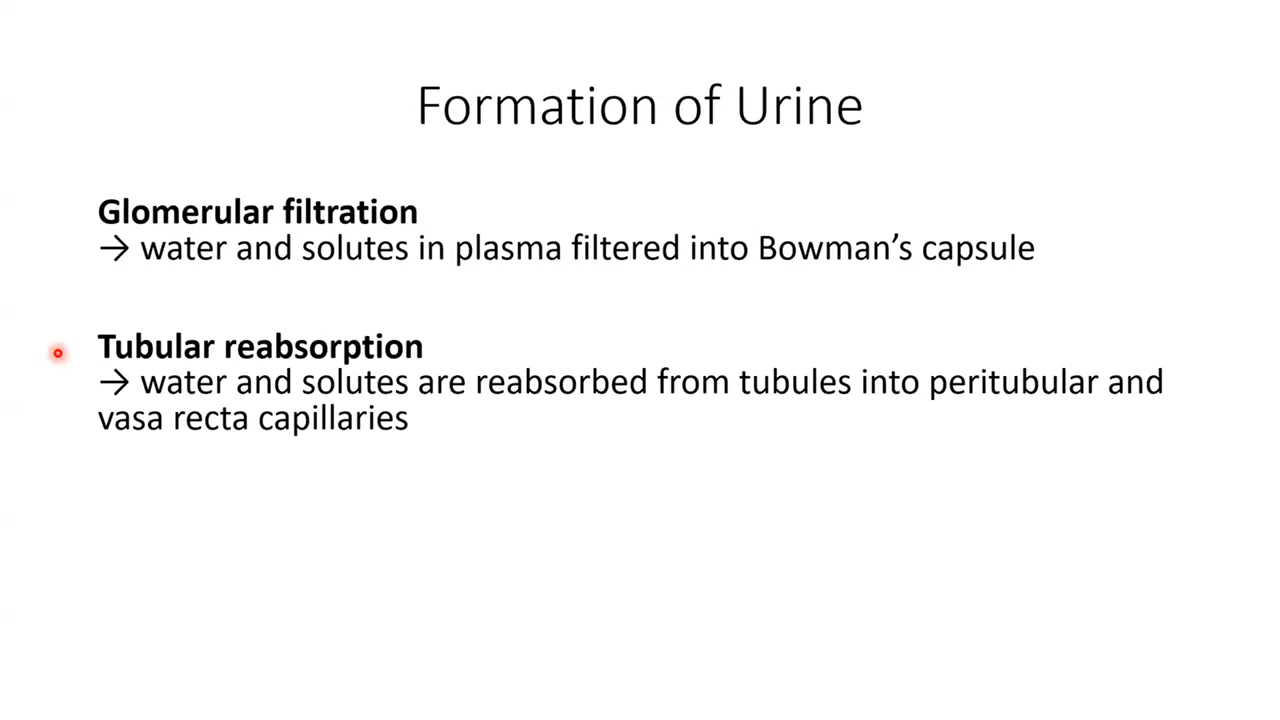 Formation of Urine
Glomerular filtration
→ water and solutes in plasma filtered into Bowman’s capsule
Tubular reabsorption
→ water and solutes are reabsorbed from tubules into peritubular and
vasa recta capillaries